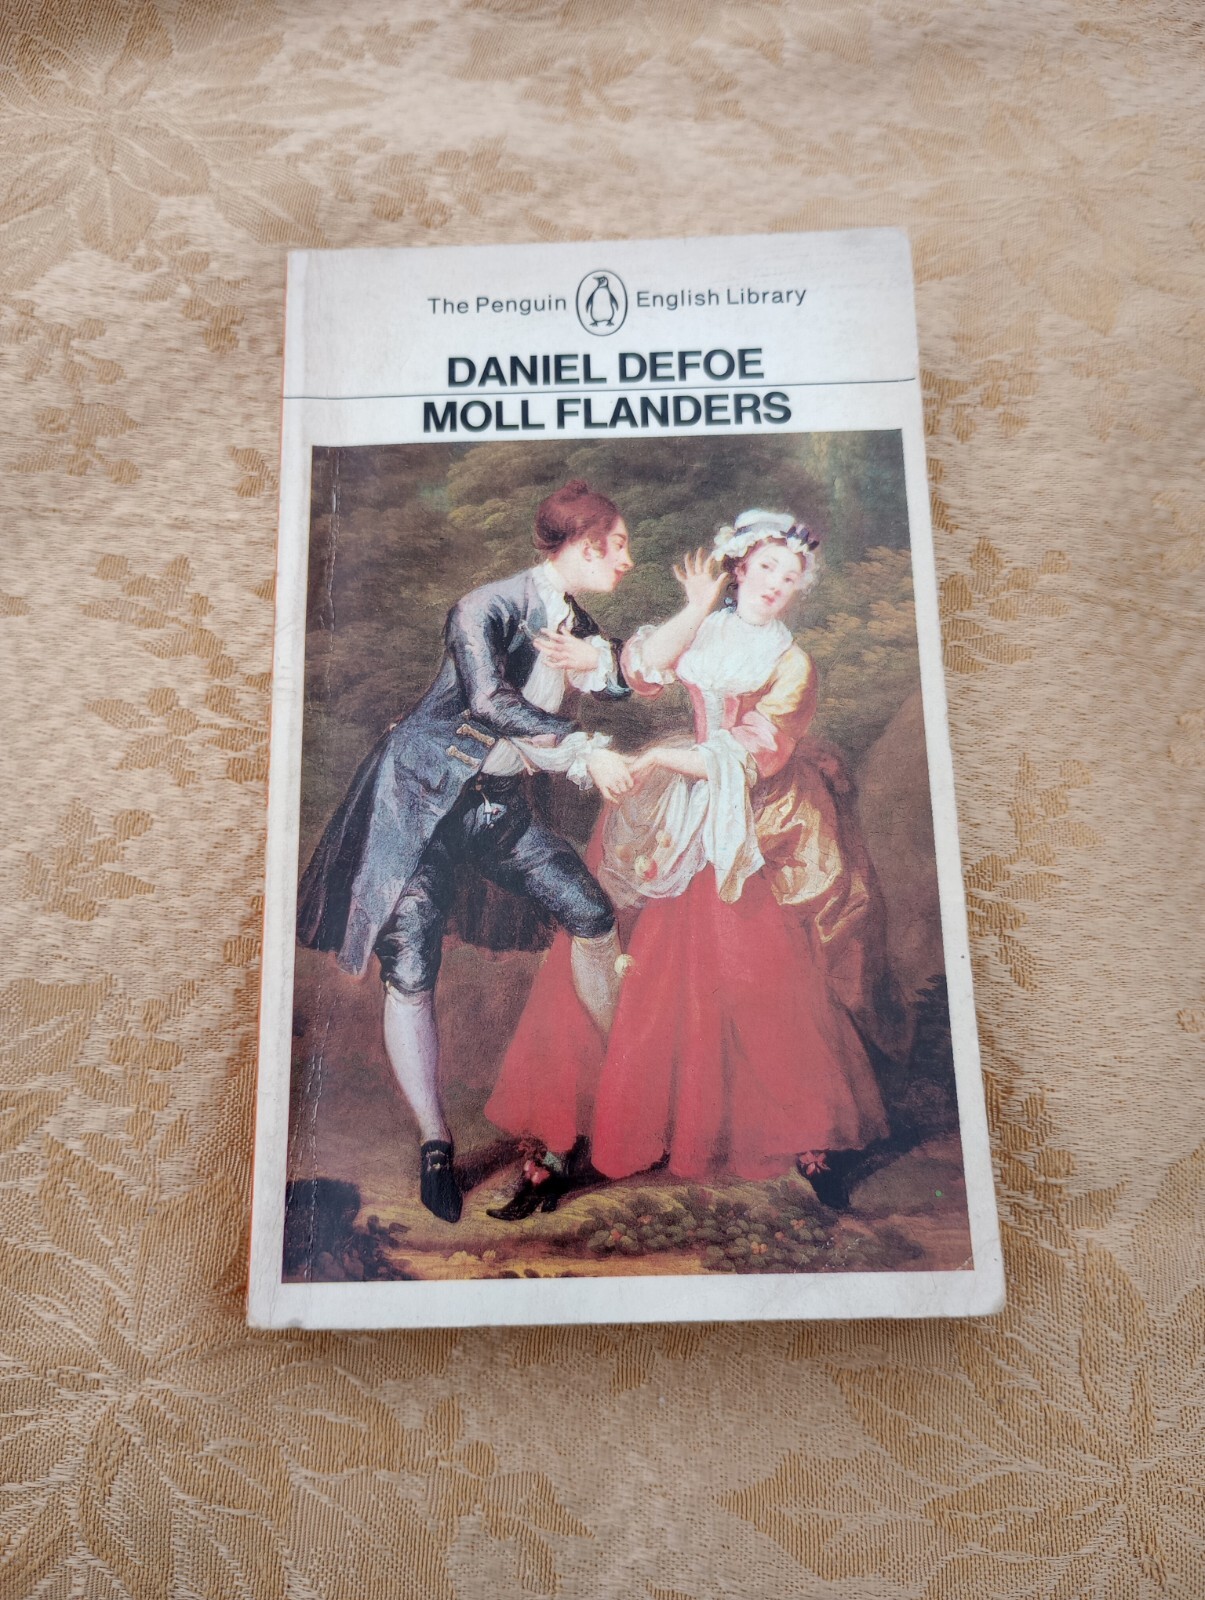 The Penguin English Library
DANIEL DEFOE
MOLL FLANDERS